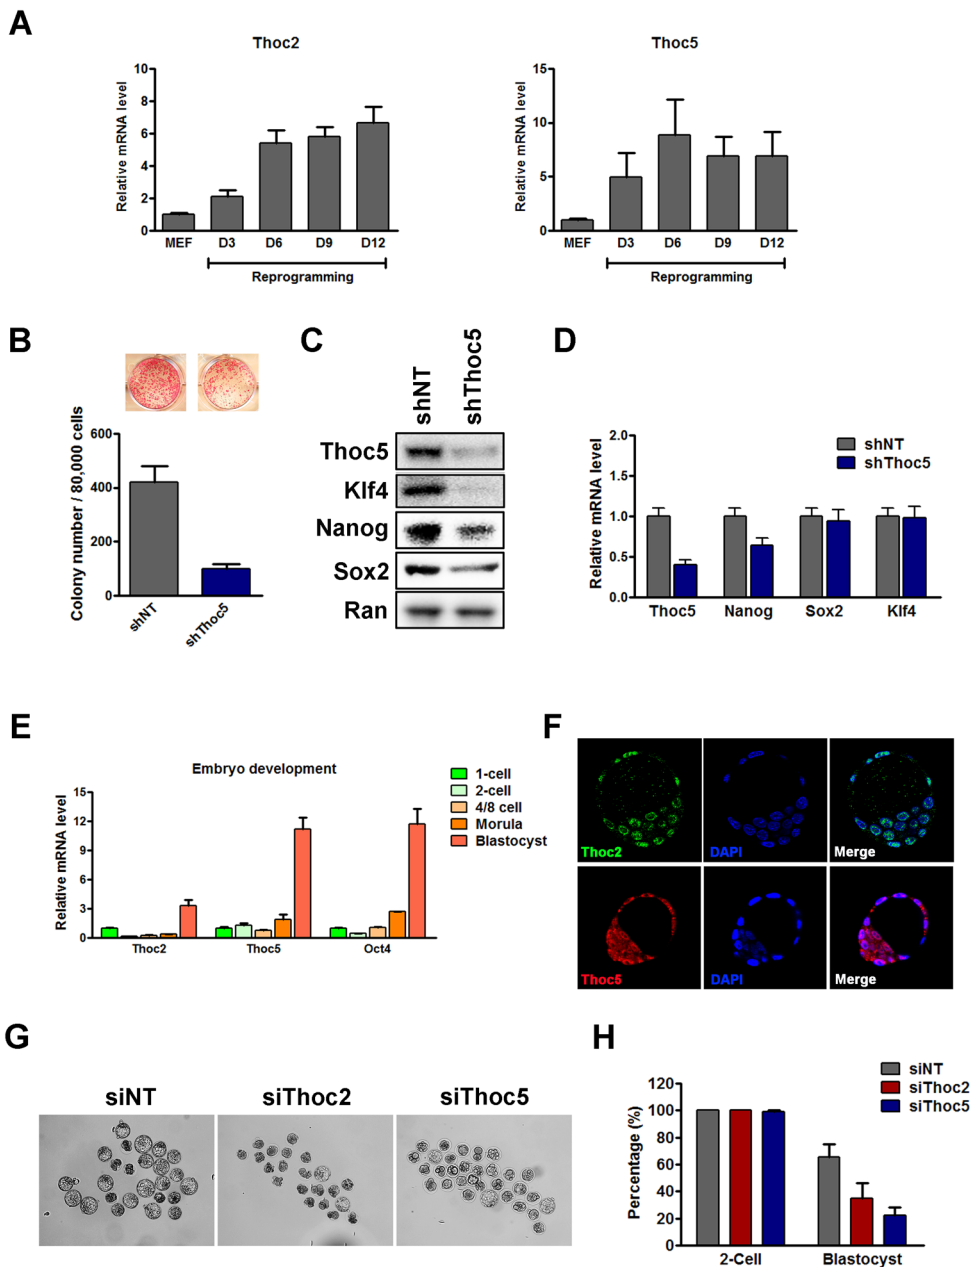 A
Thoc2
Relative mRNA level
10
8
6
4
2
0
MEF D3 D6 D9 D12
Reprogramming
Thoc5
Relative mRNA level
15
10
5
0
MEF D3 D6 D9 D12
Reprogramming
B
Colony number / 80,000 cells
600
400
200
0
shNT
shThoc5
C
shNT
shThoc5
Thoc5
Klf4
Nanog
Sox2
Ran
D
Relative mRNA level
2.0
1.5
1.0
0.5
0.0
shNT
shThoc5
Thoc5 Nanog Sox2 Klf4
E
Embryo development
Relative mRNA level
15
12
9
6
3
0
1-cell
2-cell
4/8 cell
Morula
Blastocyst
Thoc2 Thoc5 Oct4
F
Thoc2 DAPI Merge
Thoc5 DAPI Merge
G
siNT siThoc2 siThoc5
H
siNT
siThoc2
siThoc5
Percentage (%)
120
100
80
60
40
20
0
2-Cell Blastocyst